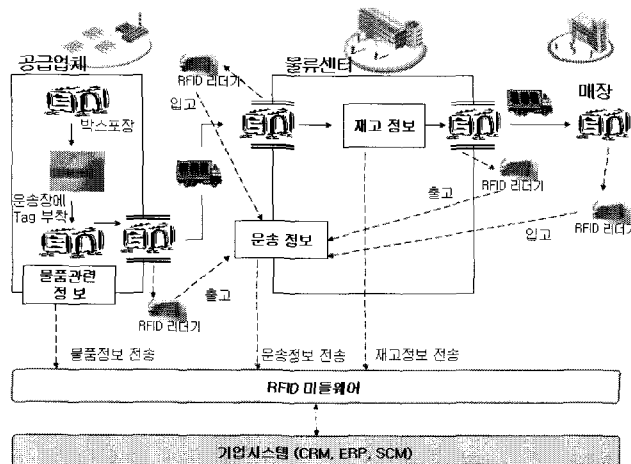 공급업체
RFID 리더기
물류센터
매장
입고
박스포장
재고 정보
운송장에
Tag 부착
출고
RFID 리더기
운송 정보
입고
RFID 리더기
물품관련
정 보
출고
RFID 리더기
물품정보 전송
운송정보 전송
재고정보 전송
RFID 미들웨어
기업시스템 (CRM, ERP, SCM)